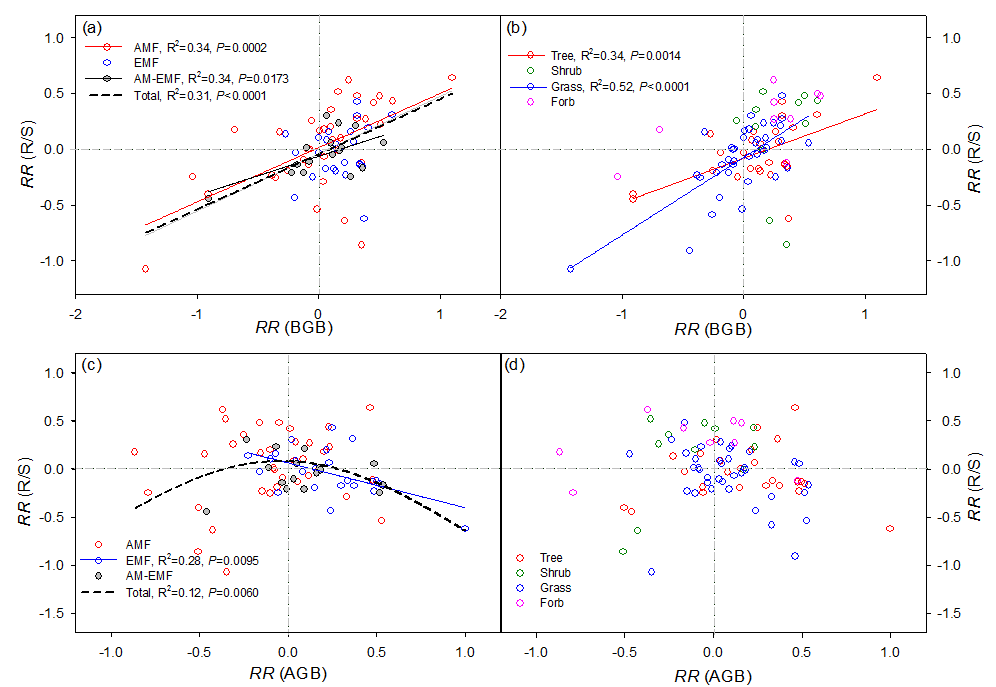 (a)
AMF, R²=0.34, P=0.0002
EMF
AM-EMF, R²=0.34, P=0.0173
Total, R²=0.31, P<0.0001
1.0
0.5
0.0
-0.5
-1.0
RR (R/S)
-2
-1
0
1
RR (BGB)
(b)
Tree, R²=0.34, P=0.0014
Shrub
Grass, R²=0.52, P<0.0001
Forb
-2
-1
0
1
RR (BGB)
1.0
0.5
0.0
-0.5
-1.0
RR (R/S)
(c)
1.0
0.5
0.0
-0.5
-1.0
-1.5
RR (R/S)
AMF
EMF, R²=0.28, P=0.0095
AM-EMF
Total, R²=0.12, P=0.0060
-1.0
-0.5
0.0
0.5
1.0
RR (AGB)
(d)
Tree
Shrub
Grass
Forb
-1.0
-0.5
0.0
0.5
1.0
RR (AGB)
1.0
0.5
0.0
-0.5
-1.0
-1.5
RR (R/S)